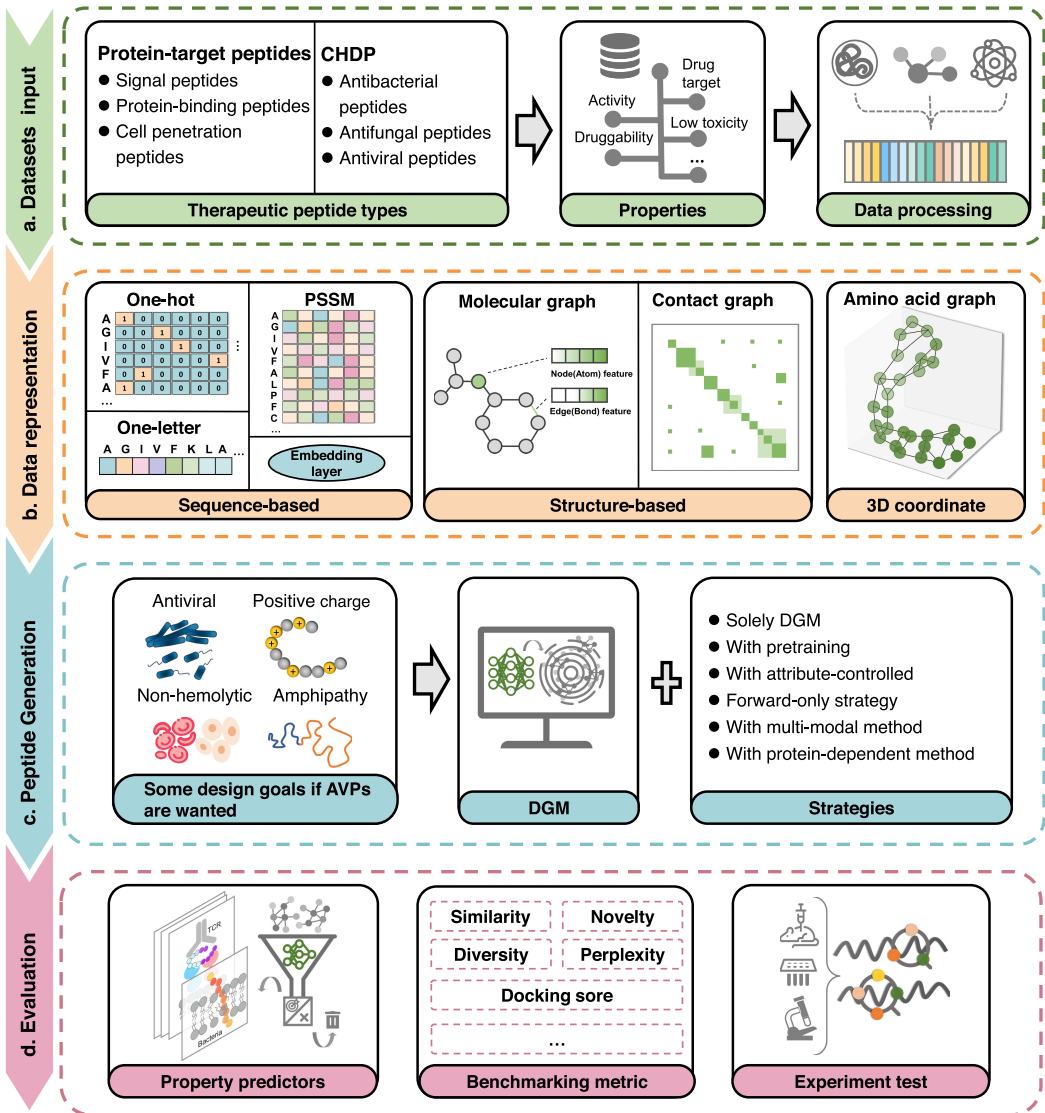 a. Datasets input
Protein-target peptides
● Signal peptides
● Protein-binding peptides
● Cell penetration
peptides
CHDP
● Antibacterial
peptides
● Antifungal peptides
● Antiviral peptides
Therapeutic peptide types
Drug
target
Activity
Low toxicity
Druggability
...
Properties
Data processing
b. Data representation
One-hot
A 1 0 0 0 0 0
G 0 0 1 0 0 0
I 0 0 0 1 0 0
V 0 0 0 0 0 1
F 0 1 0 0 0 0
A 1 0 0 0 0 0
...
⋮
One-letter
A G I V F K L A ...
PSSM
A
G
I
V
F
A
L
P
F
C
...
Embedding
layer
Sequence-based
Molecular graph
Node(Atom) feature
Edge(Bond) feature
Contact graph
Structure-based
Amino acid graph
3D coordinate
c. Peptide Generation
Antiviral
Positive charge
+
+
+
+
+
Non-hemolytic
Amphipathy
Some design goals if AVPs
are wanted
DGM
● Solely DGM
● With pretraining
● With attribute-controlled
● Forward-only strategy
● With multi-modal method
● With protein-dependent method
Strategies
d. Evaluation
TCR
Bacteria
Property predictors
Similarity
Novelty
Diversity
Perplexity
Docking sore
...
Benchmarking metric
Experiment test